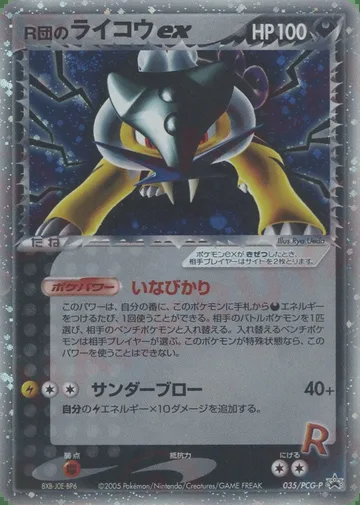 R団のライコウex HP100
たね
Illus.Ryo Ueda
ポケモンexがきぜつしたとき、
相手プレイヤーはサイドを2枚とります。
ポケパワー いなびかり
このパワーは、自分の番に、このポケモンに手札からエネルギー
をつけるたび、1回使うことができる。相手のバトルポケモンを1匹
選び、相手のベンチポケモンと入れ替える。入れ替えるベンチポケ
モンは相手プレイヤーが選ぶ。このポケモンが特殊状態なら、この
パワーを使うことはできない。
サンダーブロー 40+
自分のエネルギー×10ダメージを追加する。
弱点 抵抗力 にげる
R
©2005 Pokémon/Nintendo/Creatures/GAME FREAK 035/PCG-P